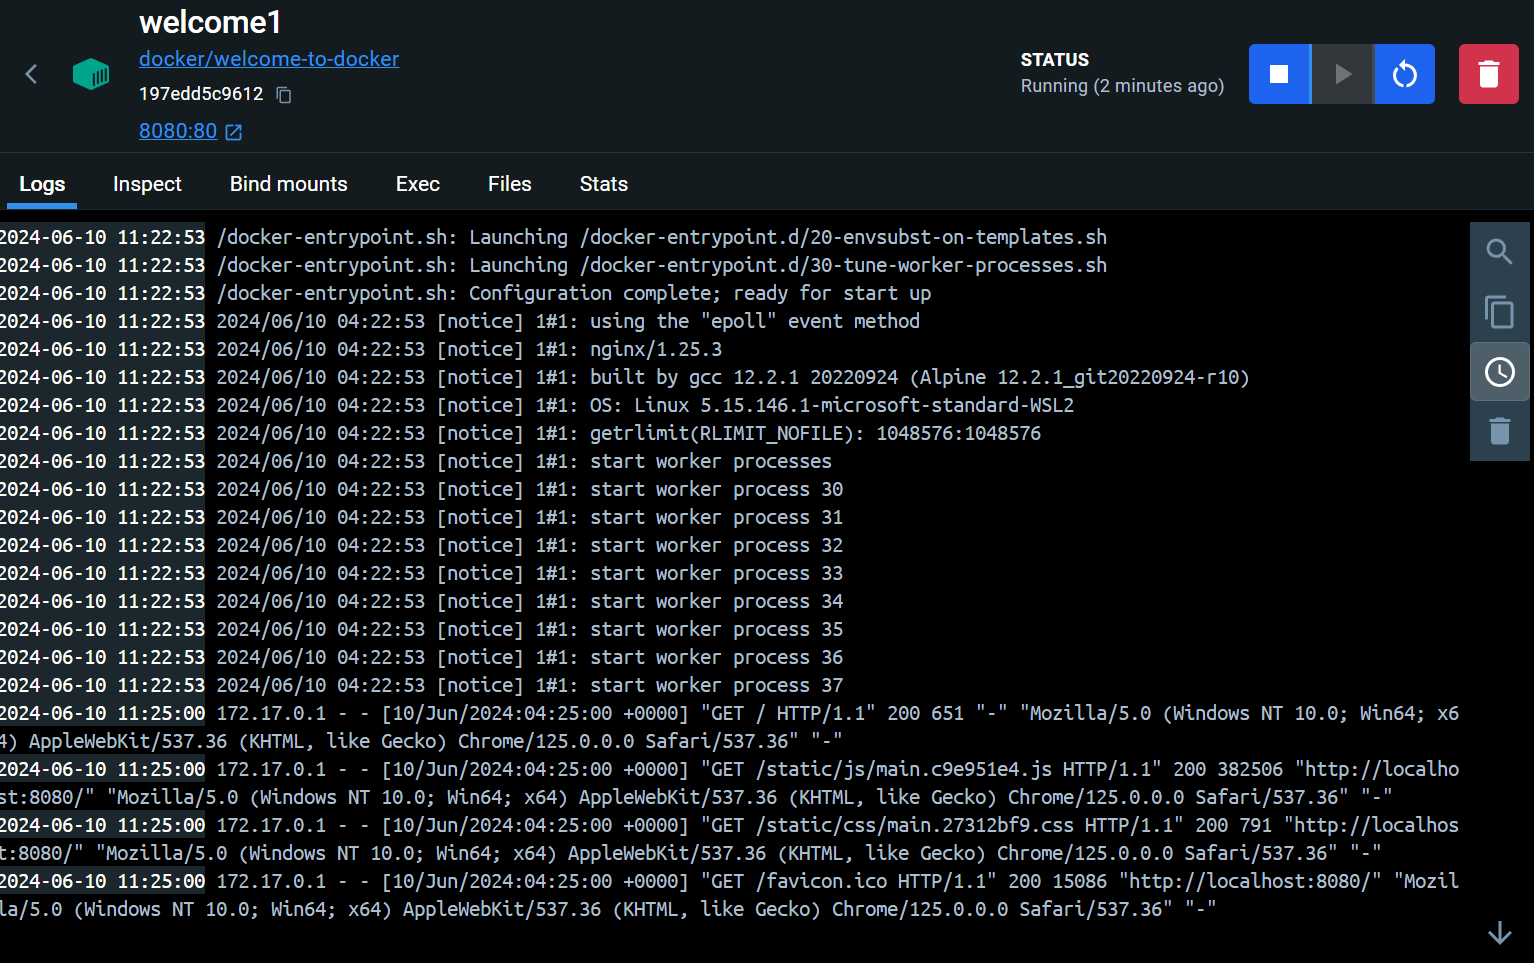 welcome1
docker/welcome-to-docker
197edd5c9612
8080:80
STATUS
Running (2 minutes ago)
Logs Inspect Bind mounts Exec Files Stats
2024-06-10 11:22:53 /docker-entrypoint.sh: Launching /docker-entrypoint.d/20-envsubst-on-templates.sh
2024-06-10 11:22:53 /docker-entrypoint.sh: Launching /docker-entrypoint.d/30-tune-worker-processes.sh
2024-06-10 11:22:53 /docker-entrypoint.sh: Configuration complete; ready for start up
2024-06-10 11:22:53 2024/06/10 04:22:53 [notice] 1#1: using the "epoll" event method
2024-06-10 11:22:53 2024/06/10 04:22:53 [notice] 1#1: nginx/1.25.3
2024-06-10 11:22:53 2024/06/10 04:22:53 [notice] 1#1: built by gcc 12.2.1 20220924 (Alpine 12.2.1_git20220924-r10)
2024-06-10 11:22:53 2024/06/10 04:22:53 [notice] 1#1: OS: Linux 5.15.146.1-microsoft-standard-WSL2
2024-06-10 11:22:53 2024/06/10 04:22:53 [notice] 1#1: getrlimit(RLIMIT_NOFILE): 1048576:1048576
2024-06-10 11:22:53 2024/06/10 04:22:53 [notice] 1#1: start worker processes
2024-06-10 11:22:53 2024/06/10 04:22:53 [notice] 1#1: start worker process 30
2024-06-10 11:22:53 2024/06/10 04:22:53 [notice] 1#1: start worker process 31
2024-06-10 11:22:53 2024/06/10 04:22:53 [notice] 1#1: start worker process 32
2024-06-10 11:22:53 2024/06/10 04:22:53 [notice] 1#1: start worker process 33
2024-06-10 11:22:53 2024/06/10 04:22:53 [notice] 1#1: start worker process 34
2024-06-10 11:22:53 2024/06/10 04:22:53 [notice] 1#1: start worker process 35
2024-06-10 11:22:53 2024/06/10 04:22:53 [notice] 1#1: start worker process 36
2024-06-10 11:22:53 2024/06/10 04:22:53 [notice] 1#1: start worker process 37
2024-06-10 11:25:00 172.17.0.1 - - [10/Jun/2024:04:25:00 +0000] "GET / HTTP/1.1" 200 651 "-" "Mozilla/5.0 (Windows NT 10.0; Win64; x6
4) AppleWebKit/537.36 (KHTML, like Gecko) Chrome/125.0.0.0 Safari/537.36" "-"
2024-06-10 11:25:00 172.17.0.1 - - [10/Jun/2024:04:25:00 +0000] "GET /static/js/main.c9e951e4.js HTTP/1.1" 200 382506 "http://localho
st:8080/" "Mozilla/5.0 (Windows NT 10.0; Win64; x64) AppleWebKit/537.36 (KHTML, like Gecko) Chrome/125.0.0.0 Safari/537.36" "-"
2024-06-10 11:25:00 172.17.0.1 - - [10/Jun/2024:04:25:00 +0000] "GET /static/css/main.27312bf9.css HTTP/1.1" 200 791 "http://localhos
t:8080/" "Mozilla/5.0 (Windows NT 10.0; Win64; x64) AppleWebKit/537.36 (KHTML, like Gecko) Chrome/125.0.0.0 Safari/537.36" "-"
2024-06-10 11:25:00 172.17.0.1 - - [10/Jun/2024:04:25:00 +0000] "GET /favicon.ico HTTP/1.1" 200 15086 "http://localhost:8080/" "Mozil
la/5.0 (Windows NT 10.0; Win64; x64) AppleWebKit/537.36 (KHTML, like Gecko) Chrome/125.0.0.0 Safari/537.36" "-"